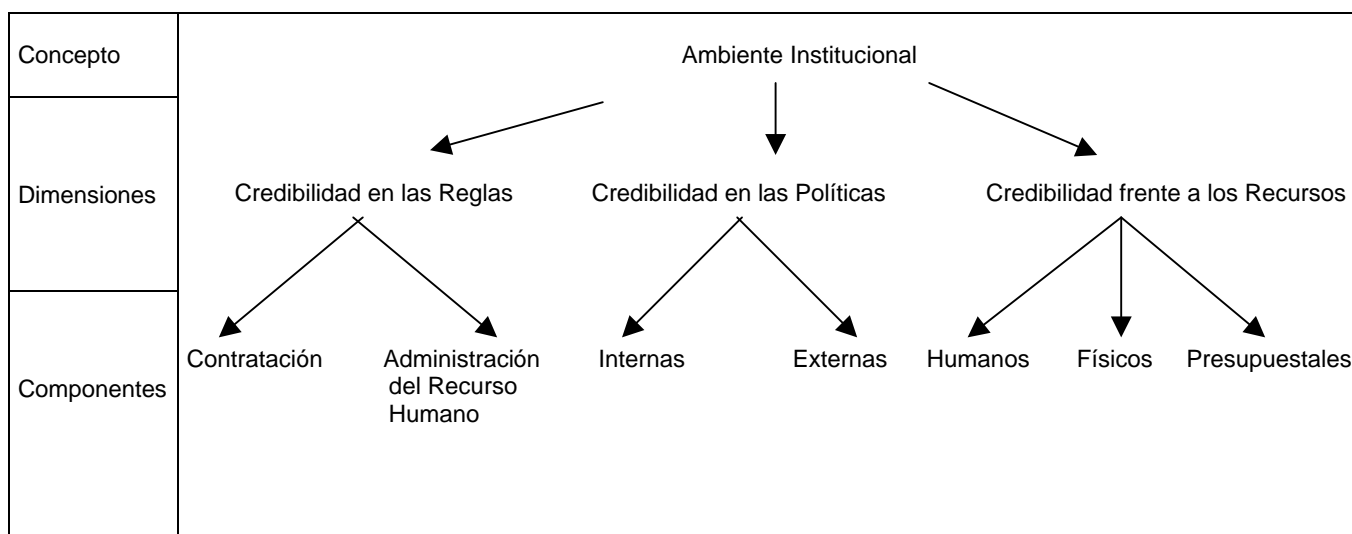 Concepto
Ambiente Institucional
Dimensiones
Credibilidad en las Reglas
Credibilidad en las Políticas
Credibilidad frente a los Recursos
Componentes
Contratación
Administración
del Recurso
Humano
Internas
Externas
Humanos
Físicos
Presupuestales